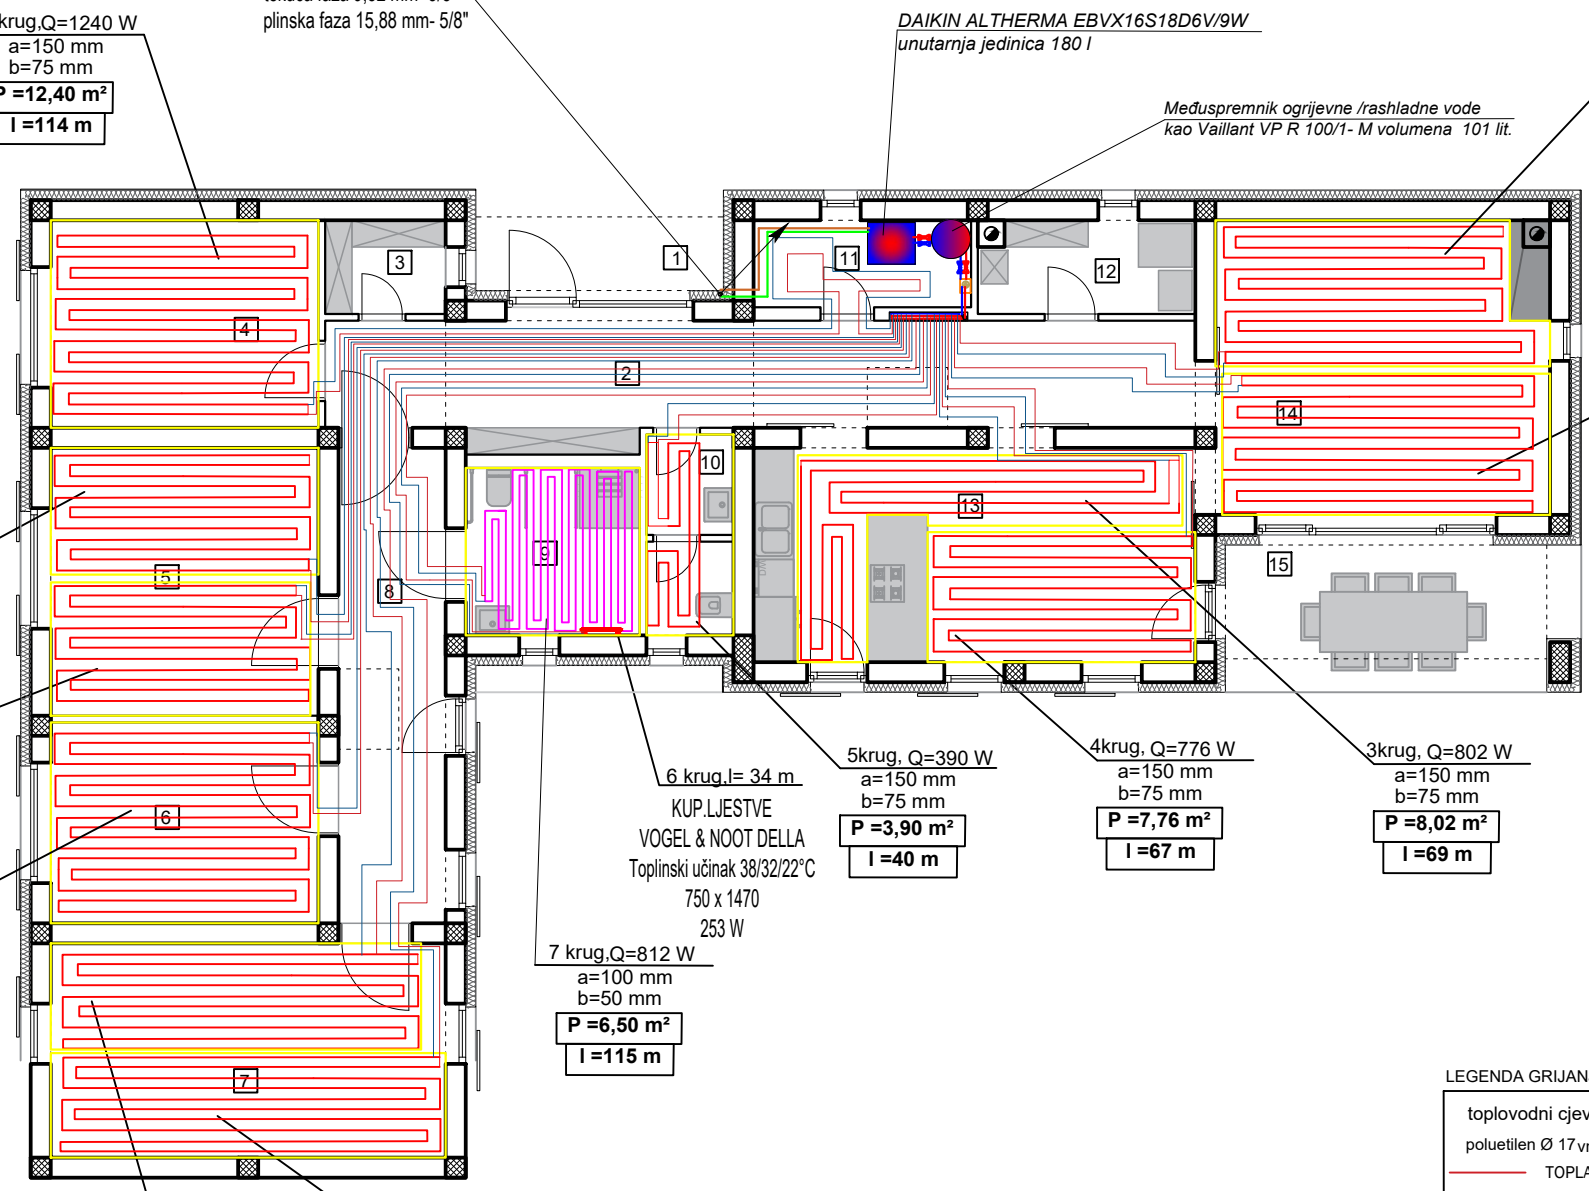 krug,Q=1240 W
a=150 mm
b=75 mm
P =12,40 m²
l =114 m
plinska faza 15,88 mm- 5/8"
DAIKIN ALTHERMA EBVX16S18D6V/9W
unutarnja jedinica 180 l
Međuspremnik ogrijevne /rashladne vode
kao Vaillant VP R 100/1- M volumena 101 lit.
1
2
3
4
5
6
7
8
9
10
11
12
13
14
15
6 krug,l= 34 m
KUP.LJESTVE
VOGEL & NOOT DELLA
Toplinski učinak 38/32/22°C
750 x 1470
253 W
5krug, Q=390 W
a=150 mm
b=75 mm
P =3,90 m²
l =40 m
4krug, Q=776 W
a=150 mm
b=75 mm
P =7,76 m²
l =67 m
3krug, Q=802 W
a=150 mm
b=75 mm
P =8,02 m²
l =69 m
7 krug,Q=812 W
a=100 mm
b=50 mm
P =6,50 m²
l =115 m
LEGENDA GRIJAN
toplovodni cjev
poluetilen Ø 17vr
TOPLA